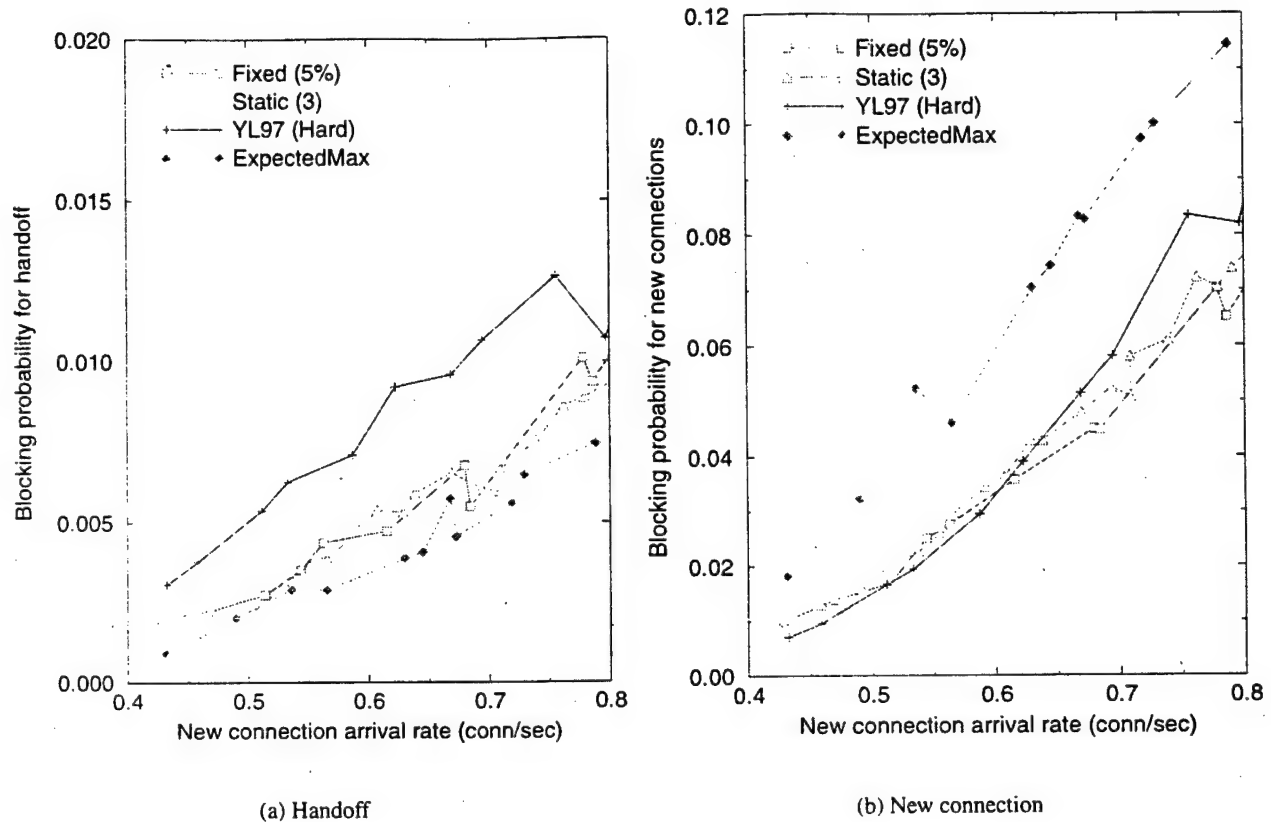 0.020
0.015
0.010
0.005
0.000
Blocking probability for handoff
Fixed (5%)
Static (3)
YL97 (Hard)
ExpectedMax
0.4
0.5
0.6
0.7
0.8
New connection arrival rate (conn/sec)
(a) Handoff
0.12
0.10
0.08
0.06
0.04
0.02
0.00
Blocking probability for new connections
Fixed (5%)
Static (3)
YL97 (Hard)
ExpectedMax
0.4
0.5
0.6
0.7
0.8
New connection arrival rate (conn/sec)
(b) New connection